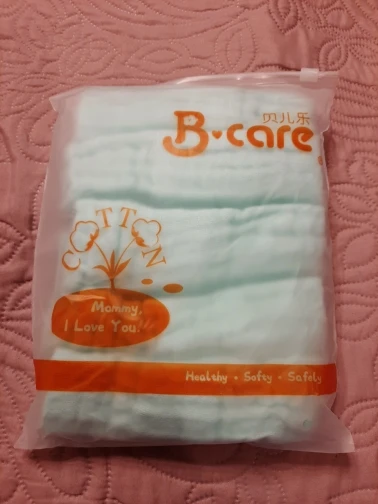 贝儿乐
B·care
COTTON
Mommy,
I Love You!
Healthy · Softy · Safely